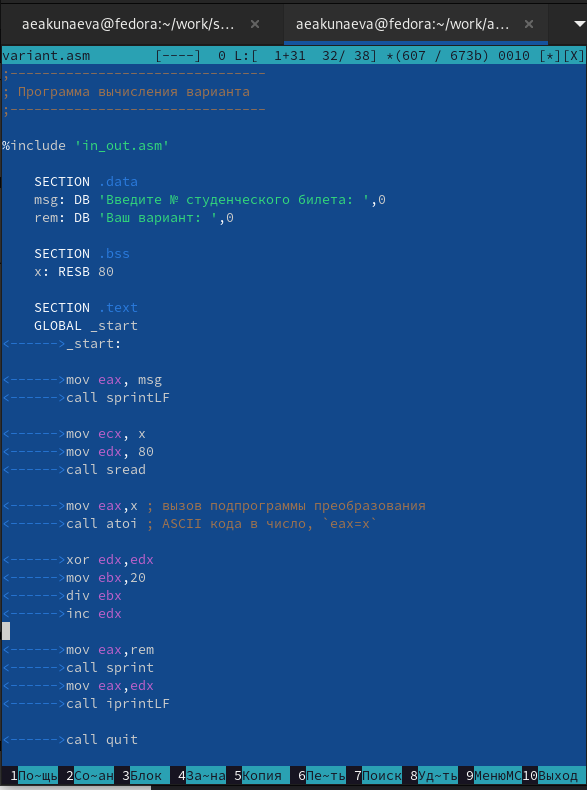 aeakunaeva@fedora:~/work/s... × aeakunaeva@fedora:~/work/a... ×
variant.asm [----] 0 L:[ 1+31 32/ 38] *(607 / 673b) 0010 [*][X]
;--------------------------------
; Программа вычисления варианта
;--------------------------------
%include 'in_out.asm'
SECTION .data
msg: DB 'Введите № студенческого билета: ',0
rem: DB 'Ваш вариант: ',0
SECTION .bss
x: RESB 80
SECTION .text
GLOBAL _start
<------>_start:
<------>mov eax, msg
<------>call sprintLF
<------>mov ecx, x
<------>mov edx, 80
<------>call sread
<------>mov eax,x ; вызов подпрограммы преобразования
<------>call atoi ; ASCII кода в число, `eax=x`
<------>xor edx,edx
<------>mov ebx,20
<------>div ebx
<------>inc edx
<------>mov eax,rem
<------>call sprint
<------>mov eax,edx
<------>call iprintLF
<------>call quit
1По~щь 2Со~ан 3Блок 4За~на 5Копия 6Пе~ть 7Поиск 8Уд~ть 9МенюМС10Выход